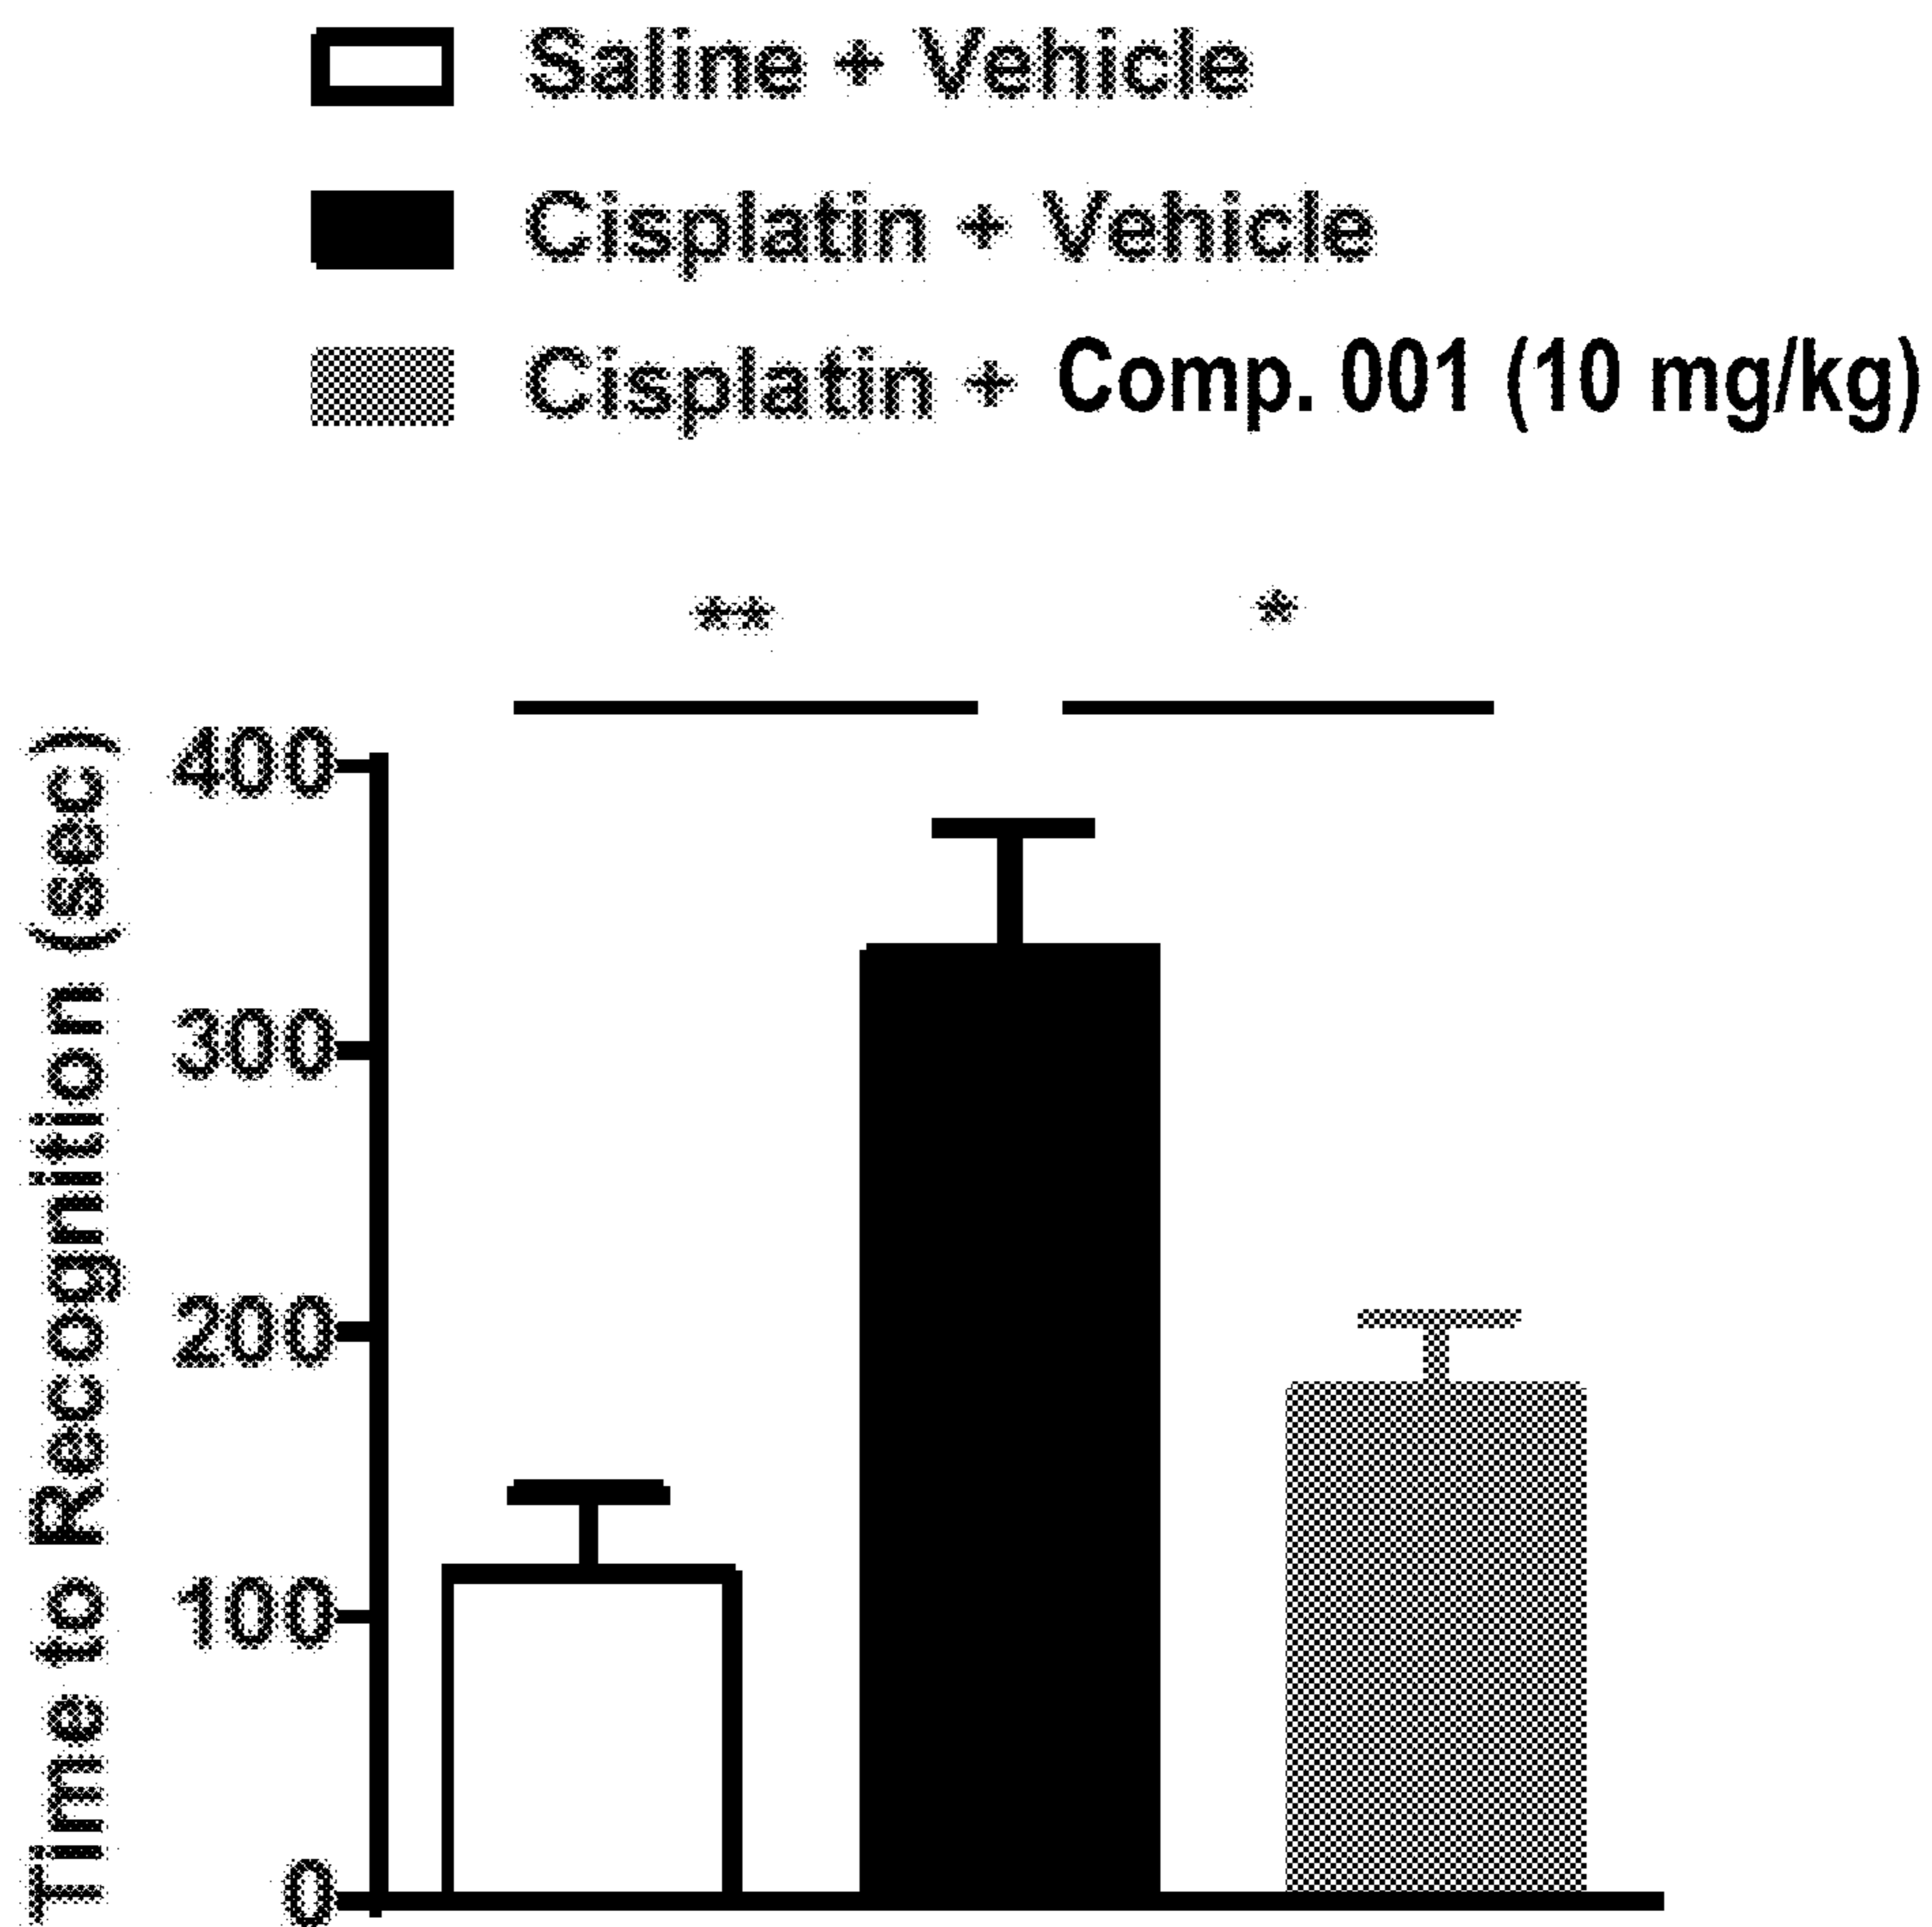 Saline + Vehicle
Cisplatin + Vehicle
Cisplatin + Comp. 001 (10 mg/kg)
** *
Time to Recognition (sec)
400
300
200
100
0